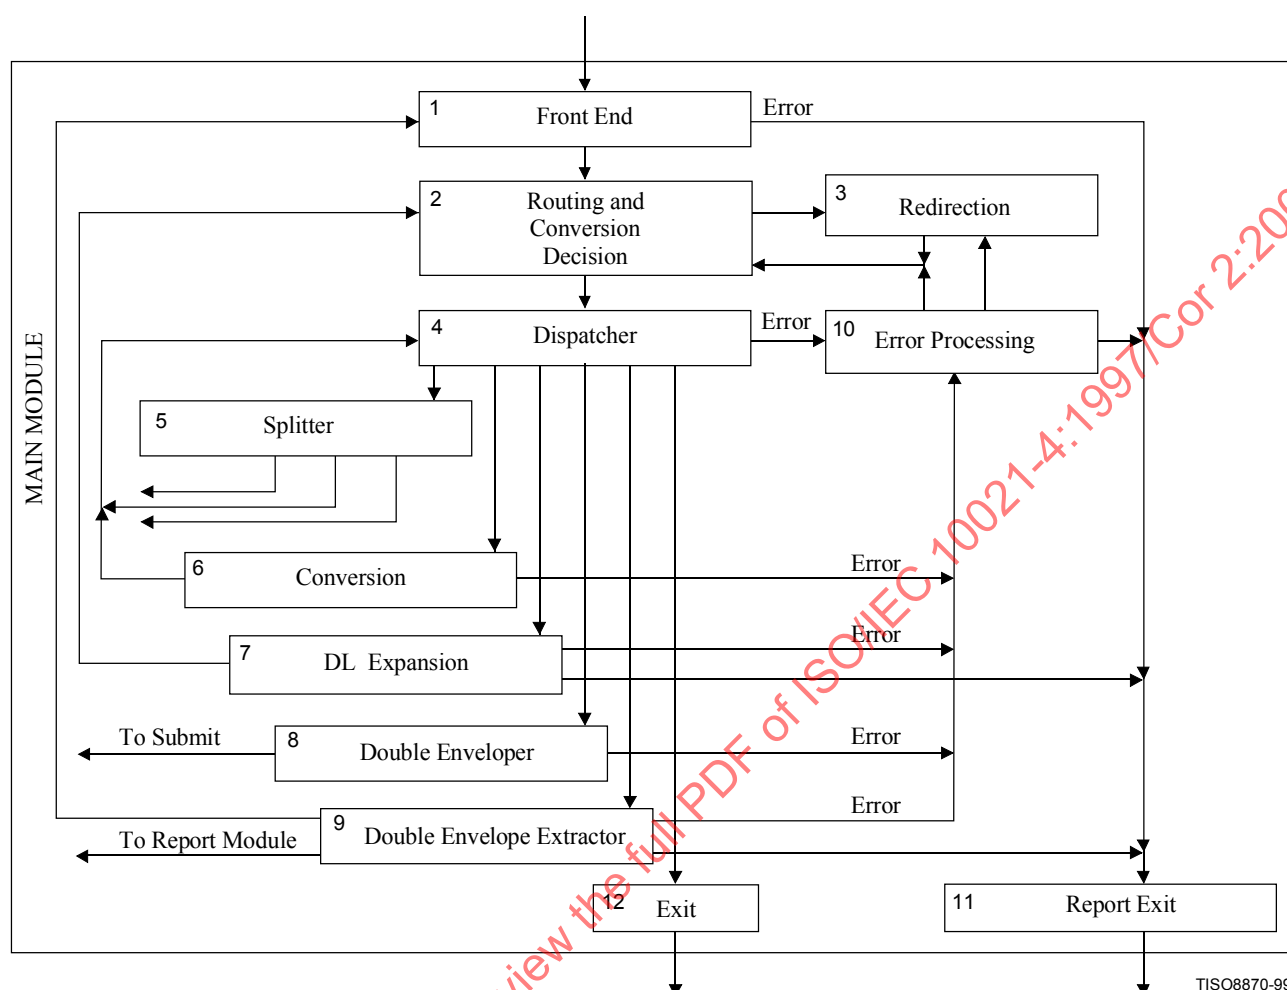 1
Front End
Error
2
Routing and
Conversion
Decision
3
Redirection
4
Dispatcher
Error
10
Error Processing
MAIN MODULE
5
Splitter
6
Conversion
Error
7
DL Expansion
Error
To Submit
8
Double Enveloper
Error
To Report Module
9
Double Envelope Extractor
Error
12
Exit
11
Report Exit
TISO8870-99
view the full PDF of ISO/IEC 10021-4:1997/Cor 2:200